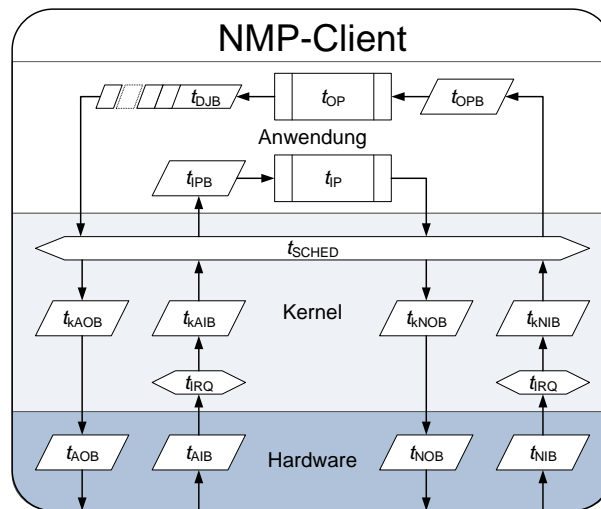 NMP-Client
tDJB tOP tOPB
Anwendung
tIPB tIP
tSCHED
tkAOB tkAIB Kernel tkNOB tkNIB
tIRQ tIRQ
tAOB tAIB Hardware tNOB tNIB